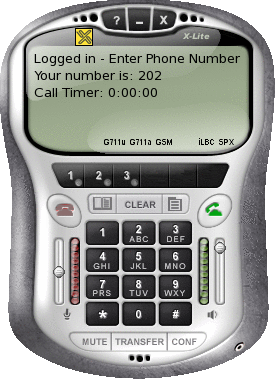 ? - X
X-Lite
Logged in - Enter Phone Number
Your number is: 202
Call Timer: 0:00:00
G711u G711a GSM iLBC SPX
1 2 3
CLEAR
1 2 ABC 3 DEF
4 GHI 5 JKL 6 MNO
7 PRS 8 TUV 9 WXY
* 0 #
MUTE TRANSFER CONF